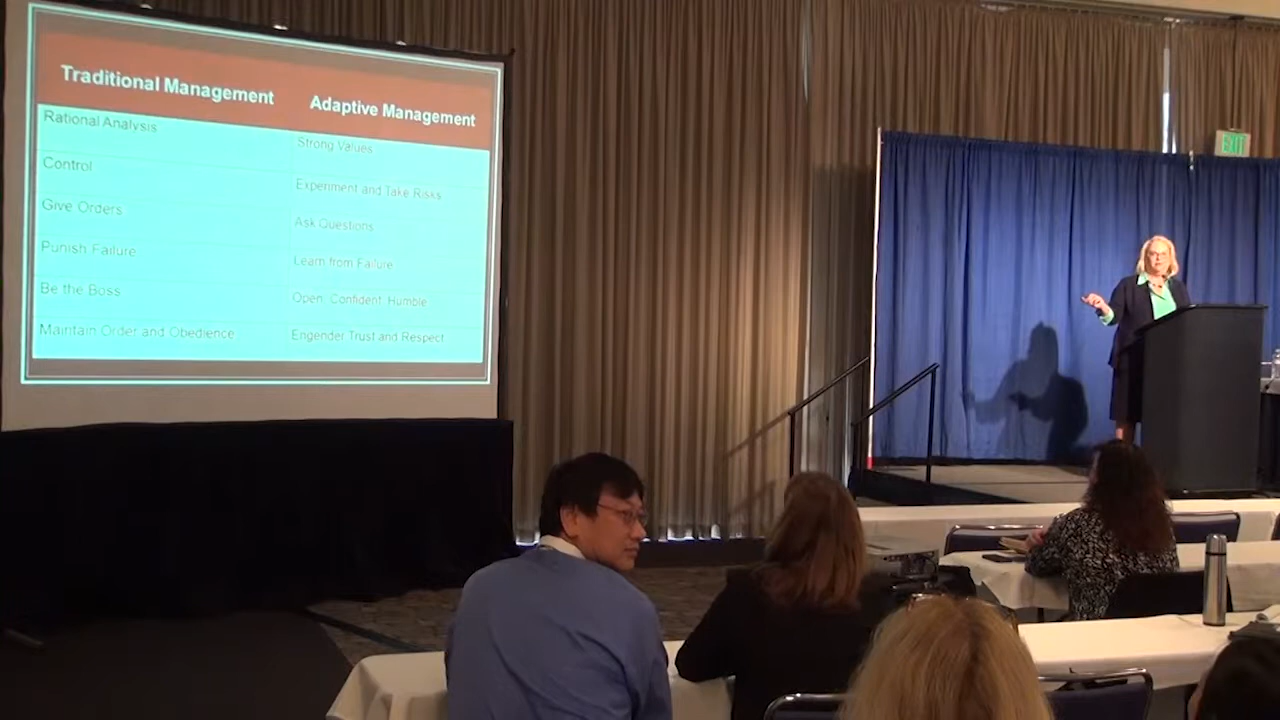 Traditional Management
Adaptive Management
Rational Analysis
Strong Values
Control
Experiment and Take Risks
Give Orders
Ask Questions
Punish Failure
Learn from Failure
Be the Boss
Open, Confident, Humble
Maintain Order and Obedience
Engender Trust and Respect
EXIT